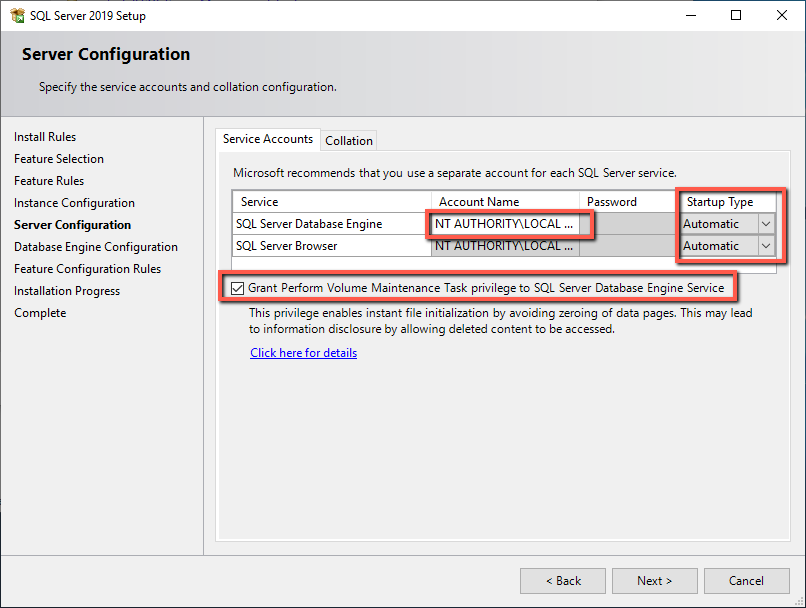 SQL Server 2019 Setup
Server Configuration
Specify the service accounts and collation configuration.
Install Rules
Feature Selection
Feature Rules
Instance Configuration
Server Configuration
Database Engine Configuration
Feature Configuration Rules
Installation Progress
Complete
Service Accounts Collation
Microsoft recommends that you use a separate account for each SQL Server service.
Service Account Name Password Startup Type
SQL Server Database Engine NT AUTHORITY\LOCAL ... Automatic
SQL Server Browser NT AUTHORITY\LOCAL ... Automatic
Grant Perform Volume Maintenance Task privilege to SQL Server Database Engine Service
This privilege enables instant file initialization by avoiding zeroing of data pages. This may lead
to information disclosure by allowing deleted content to be accessed.
Click here for details
< Back Next > Cancel